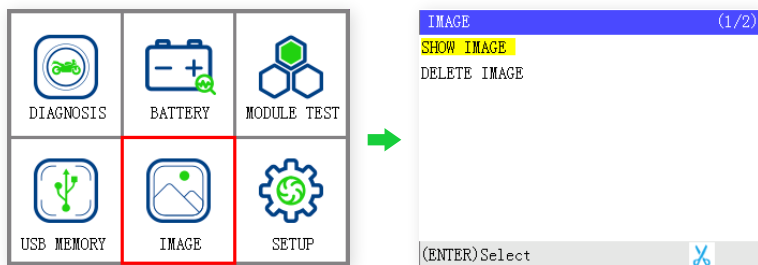 DIAGNOSIS
BATTERY
MODULE TEST
USB MEMORY
IMAGE
SETUP
IMAGE (1/2)
SHOW IMAGE
DELETE IMAGE
(ENTER)Select